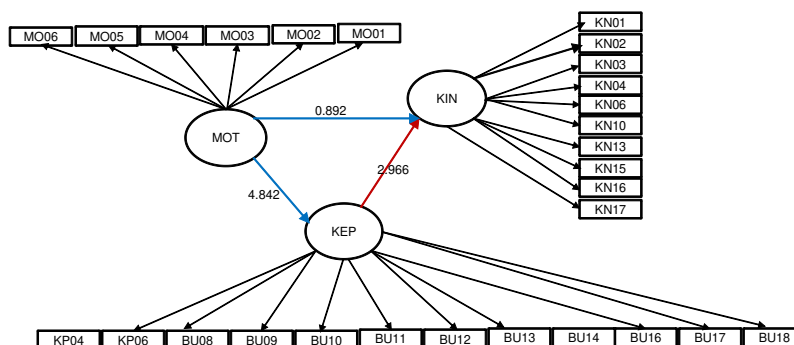 MO06 MO05 MO04 MO03 MO02 MO01
KN01
KN02
KN03
KN04
KN06
KN10
KN13
KN15
KN16
KN17
KIN
MOT
0.892
2.966
4.842
KEP
KP04 KP06 BU08 BU09 BU10 BU11 BU12 BU13 BU14 BU16 BU17 BU18